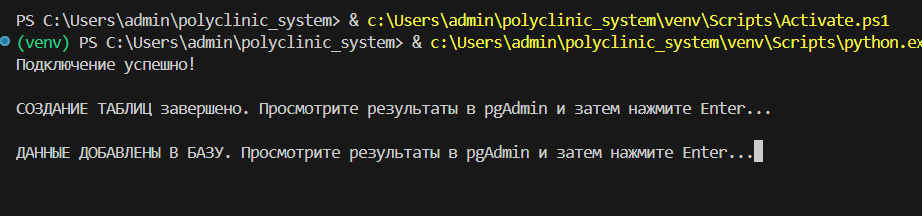 PS C:\Users\admin\polyclinic_system> & c:\Users\admin\polyclinic_system\venv\Scripts\Activate.ps1
(venv) PS C:\Users\admin\polyclinic_system> & c:\Users\admin\polyclinic_system\venv\Scripts\python.ex
Подключение успешно!
СОЗДАНИЕ ТАБЛИЦ завершено. Просмотрите результаты в pgAdmin и затем нажмите Enter...
ДАННЫЕ ДОБАВЛЕНЫ В БАЗУ. Просмотрите результаты в pgAdmin и затем нажмите Enter...